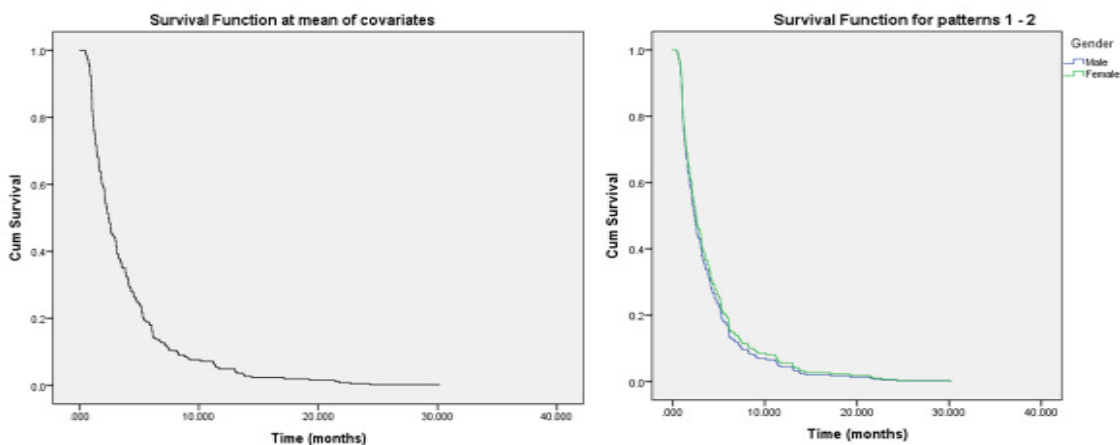 Survival Function at mean of covariates
Cum Survival
1.0
0.8
0.6
0.4
0.2
0.0
.000
10.000
20.000
30.000
40.000
Time (months)
Survival Function for patterns 1 - 2
Gender
Male
Female
Cum Survival
1.0
0.8
0.6
0.4
0.2
0.0
.000
10.000
20.000
30.000
40.000
Time (months)